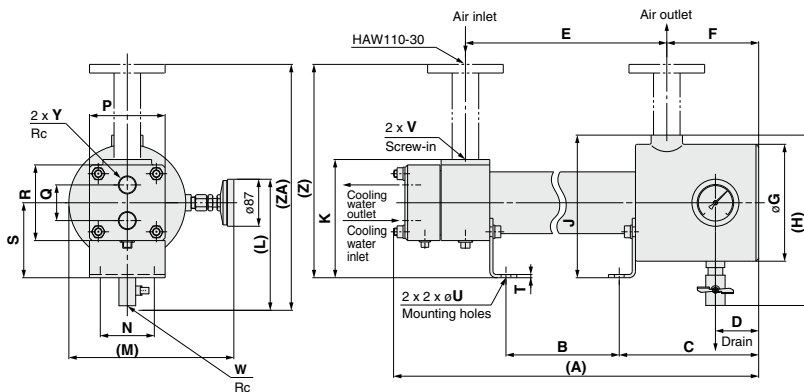 Air inlet
Air outlet
HAW110-30
E
F
P
2 x Y
Rc
2 x V
Screw-in
R
Q
S
ø87
(L)
(ZA)
(Z)
K
Cooling
water
outlet
Cooling
water
inlet
J
øG
(H)
T
2 x 2 x øU
Mounting holes
N
(M)
W
Rc
B
C
D
Drain
(A)